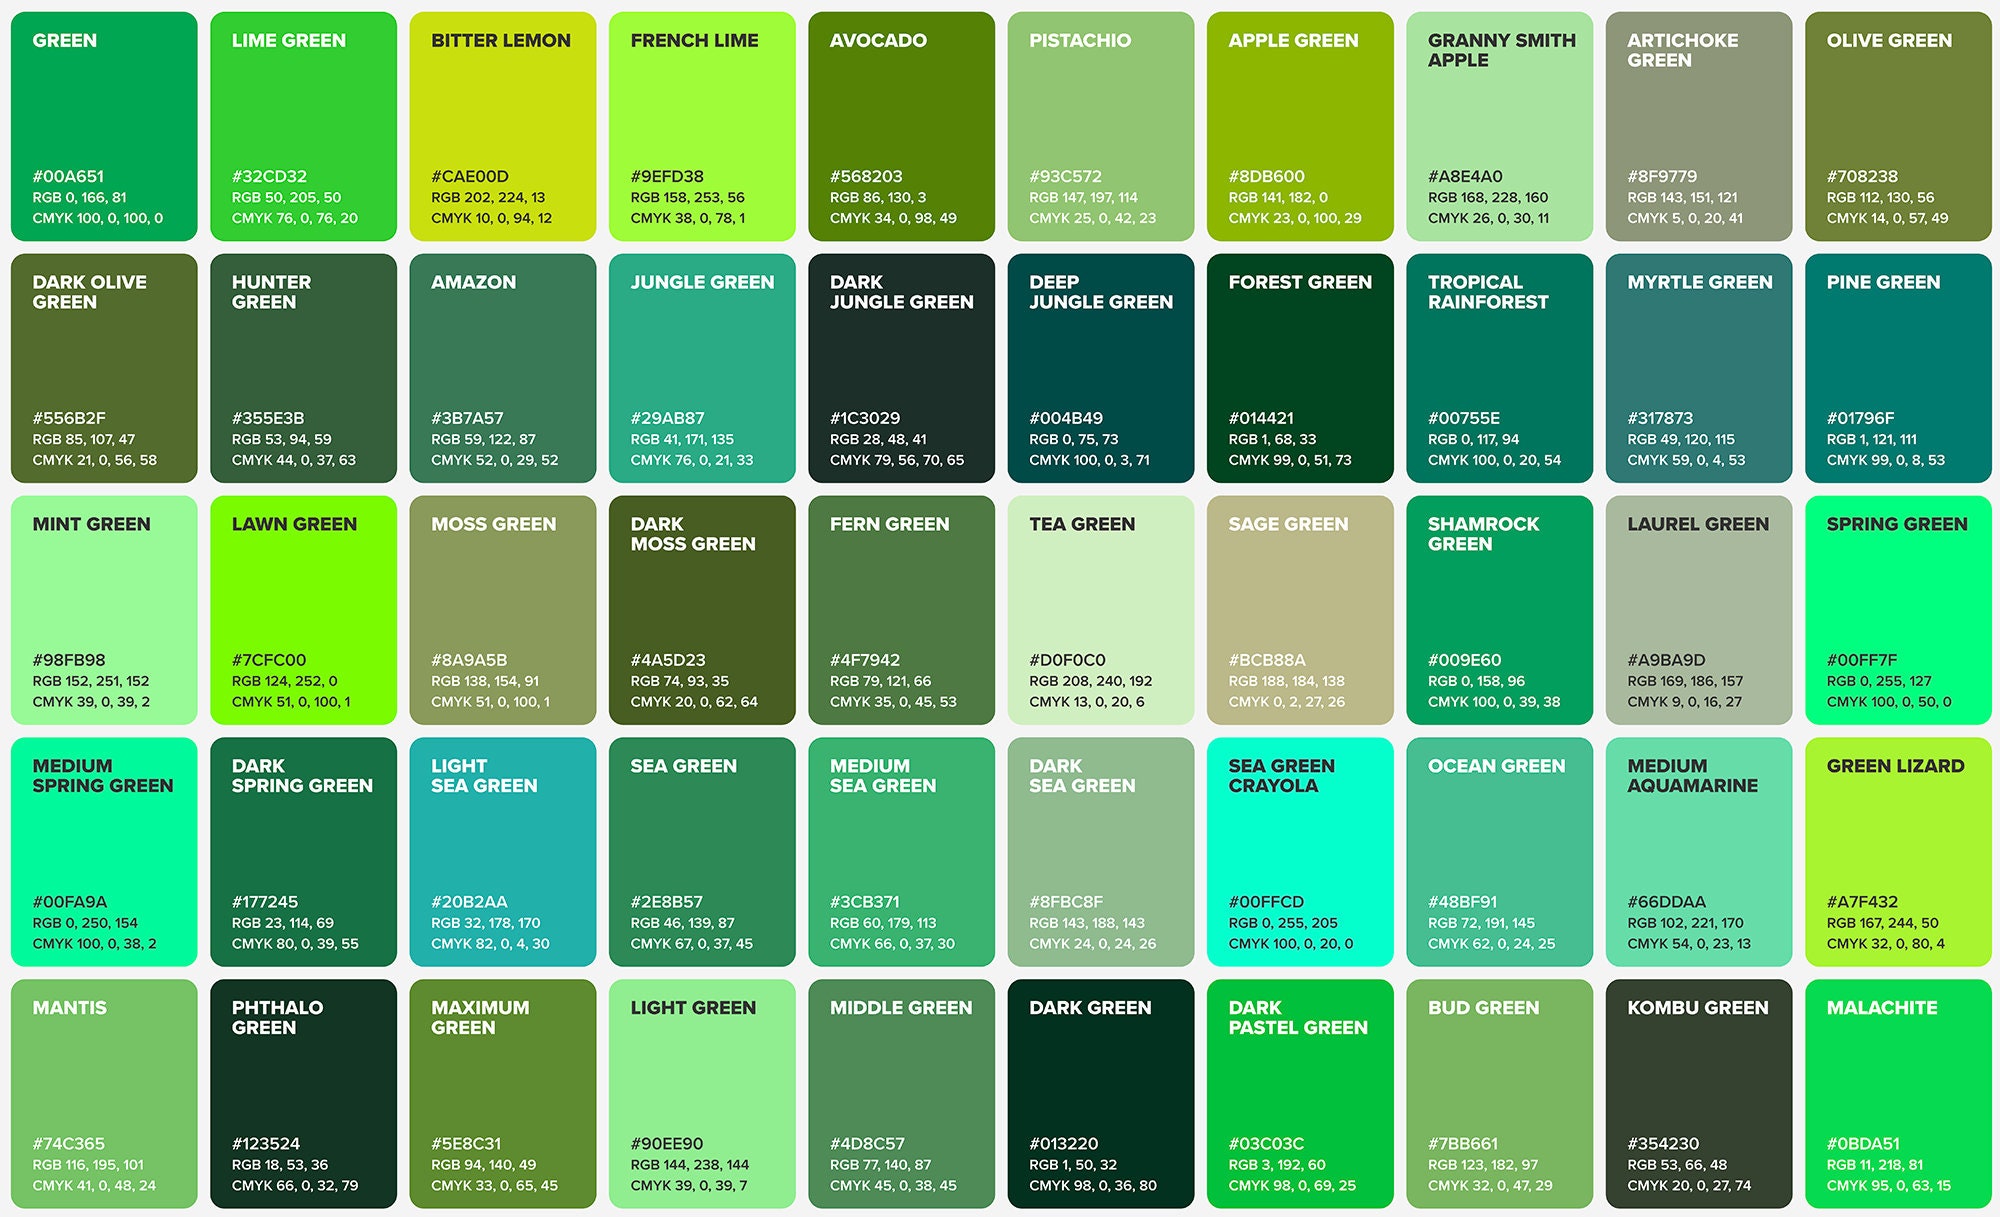 GREEN
#00A651
RGB 0, 166, 81
CMYK 100, 0, 100, 0
LIME GREEN
#32CD32
RGB 50, 205, 50
CMYK 76, 0, 76, 20
BITTER LEMON
#CAE00D
RGB 202, 224, 13
CMYK 10, 0, 94, 12
FRENCH LIME
#9EFD38
RGB 158, 253, 56
CMYK 38, 0, 78, 1
AVOCADO
#568203
RGB 86, 130, 3
CMYK 34, 0, 98, 49
PISTACHIO
#93C572
RGB 147, 197, 114
CMYK 25, 0, 42, 23
APPLE GREEN
#8DB600
RGB 141, 182, 0
CMYK 23, 0, 100, 29
GRANNY SMITH
APPLE
#A8E4A0
RGB 168, 228, 160
CMYK 26, 0, 30, 11
ARTICHOKE
GREEN
#8F9779
RGB 143, 151, 121
CMYK 5, 0, 20, 41
OLIVE GREEN
#708238
RGB 112, 130, 56
CMYK 14, 0, 57, 49
DARK OLIVE
GREEN
#556B2F
RGB 85, 107, 47
CMYK 21, 0, 56, 58
HUNTER
GREEN
#355E3B
RGB 53, 94, 59
CMYK 44, 0, 37, 63
AMAZON
#3B7A57
RGB 59, 122, 87
CMYK 52, 0, 29, 52
JUNGLE GREEN
#29AB87
RGB 41, 171, 135
CMYK 76, 0, 21, 33
DARK
JUNGLE GREEN
#1C3029
RGB 28, 48, 41
CMYK 79, 56, 70, 65
DEEP
JUNGLE GREEN
#004B49
RGB 0, 75, 73
CMYK 100, 0, 3, 71
FOREST GREEN
#014421
RGB 1, 68, 33
CMYK 99, 0, 51, 73
TROPICAL
RAINFOREST
#00755E
RGB 0, 117, 94
CMYK 100, 0, 20, 54
MYRTLE GREEN
#317873
RGB 49, 120, 115
CMYK 59, 0, 4, 53
PINE GREEN
#01796F
RGB 1, 121, 111
CMYK 99, 0, 8, 53
MINT GREEN
#98FB98
RGB 152, 251, 152
CMYK 39, 0, 39, 2
LAWN GREEN
#7CFC00
RGB 124, 252, 0
CMYK 51, 0, 100, 1
MOSS GREEN
#8A9A5B
RGB 138, 154, 91
CMYK 51, 0, 100, 1
DARK
MOSS GREEN
#4A5D23
RGB 74, 93, 35
CMYK 20, 0, 62, 64
FERN GREEN
#4F7942
RGB 79, 121, 66
CMYK 35, 0, 45, 53
TEA GREEN
#D0F0C0
RGB 208, 240, 192
CMYK 13, 0, 20, 6
SAGE GREEN
#BCB88A
RGB 188, 184, 138
CMYK 0, 2, 27, 26
SHAMROCK
GREEN
#009E60
RGB 0, 158, 96
CMYK 100, 0, 39, 38
LAUREL GREEN
#A9BA9D
RGB 169, 186, 157
CMYK 9, 0, 16, 27
SPRING GREEN
#00FF7F
RGB 0, 255, 127
CMYK 100, 0, 50, 0
MEDIUM
SPRING GREEN
#00FA9A
RGB 0, 250, 154
CMYK 100, 0, 38, 2
DARK
SPRING GREEN
#177245
RGB 23, 114, 69
CMYK 80, 0, 39, 55
LIGHT
SEA GREEN
#20B2AA
RGB 32, 178, 170
CMYK 82, 0, 4, 30
SEA GREEN
#2E8B57
RGB 46, 139, 87
CMYK 67, 0, 37, 45
MEDIUM
SEA GREEN
#3CB371
RGB 60, 179, 113
CMYK 66, 0, 37, 30
DARK
SEA GREEN
#8FBC8F
RGB 143, 188, 143
CMYK 24, 0, 24, 26
SEA GREEN
CRAYOLA
#00FFCD
RGB 0, 255, 205
CMYK 100, 0, 20, 0
OCEAN GREEN
#48BF91
RGB 72, 191, 145
CMYK 62, 0, 24, 25
MEDIUM
AQUAMARINE
#66DDAA
RGB 102, 221, 170
CMYK 54, 0, 23, 13
GREEN LIZARD
#A7F432
RGB 167, 244, 50
CMYK 32, 0, 80, 4
MANTIS
#74C365
RGB 116, 195, 101
CMYK 41, 0, 48, 24
PHTHALO
GREEN
#123524
RGB 18, 53, 36
CMYK 66, 0, 32, 79
MAXIMUM
GREEN
#5E8C31
RGB 94, 140, 49
CMYK 33, 0, 65, 45
LIGHT GREEN
#90EE90
RGB 144, 238, 144
CMYK 39, 0, 39, 7
MIDDLE GREEN
#4D8C57
RGB 77, 140, 87
CMYK 45, 0, 38, 45
DARK GREEN
#013220
RGB 1, 50, 32
CMYK 98, 0, 36, 80
DARK
PASTEL GREEN
#03C03C
RGB 3, 192, 60
CMYK 98, 0, 69, 25
BUD GREEN
#7BB661
RGB 123, 182, 97
CMYK 32, 0, 47, 29
KOMBU GREEN
#354230
RGB 53, 66, 48
CMYK 20, 0, 27, 74
MALACHITE
#0BDA51
RGB 11, 218, 81
CMYK 95, 0, 63, 15